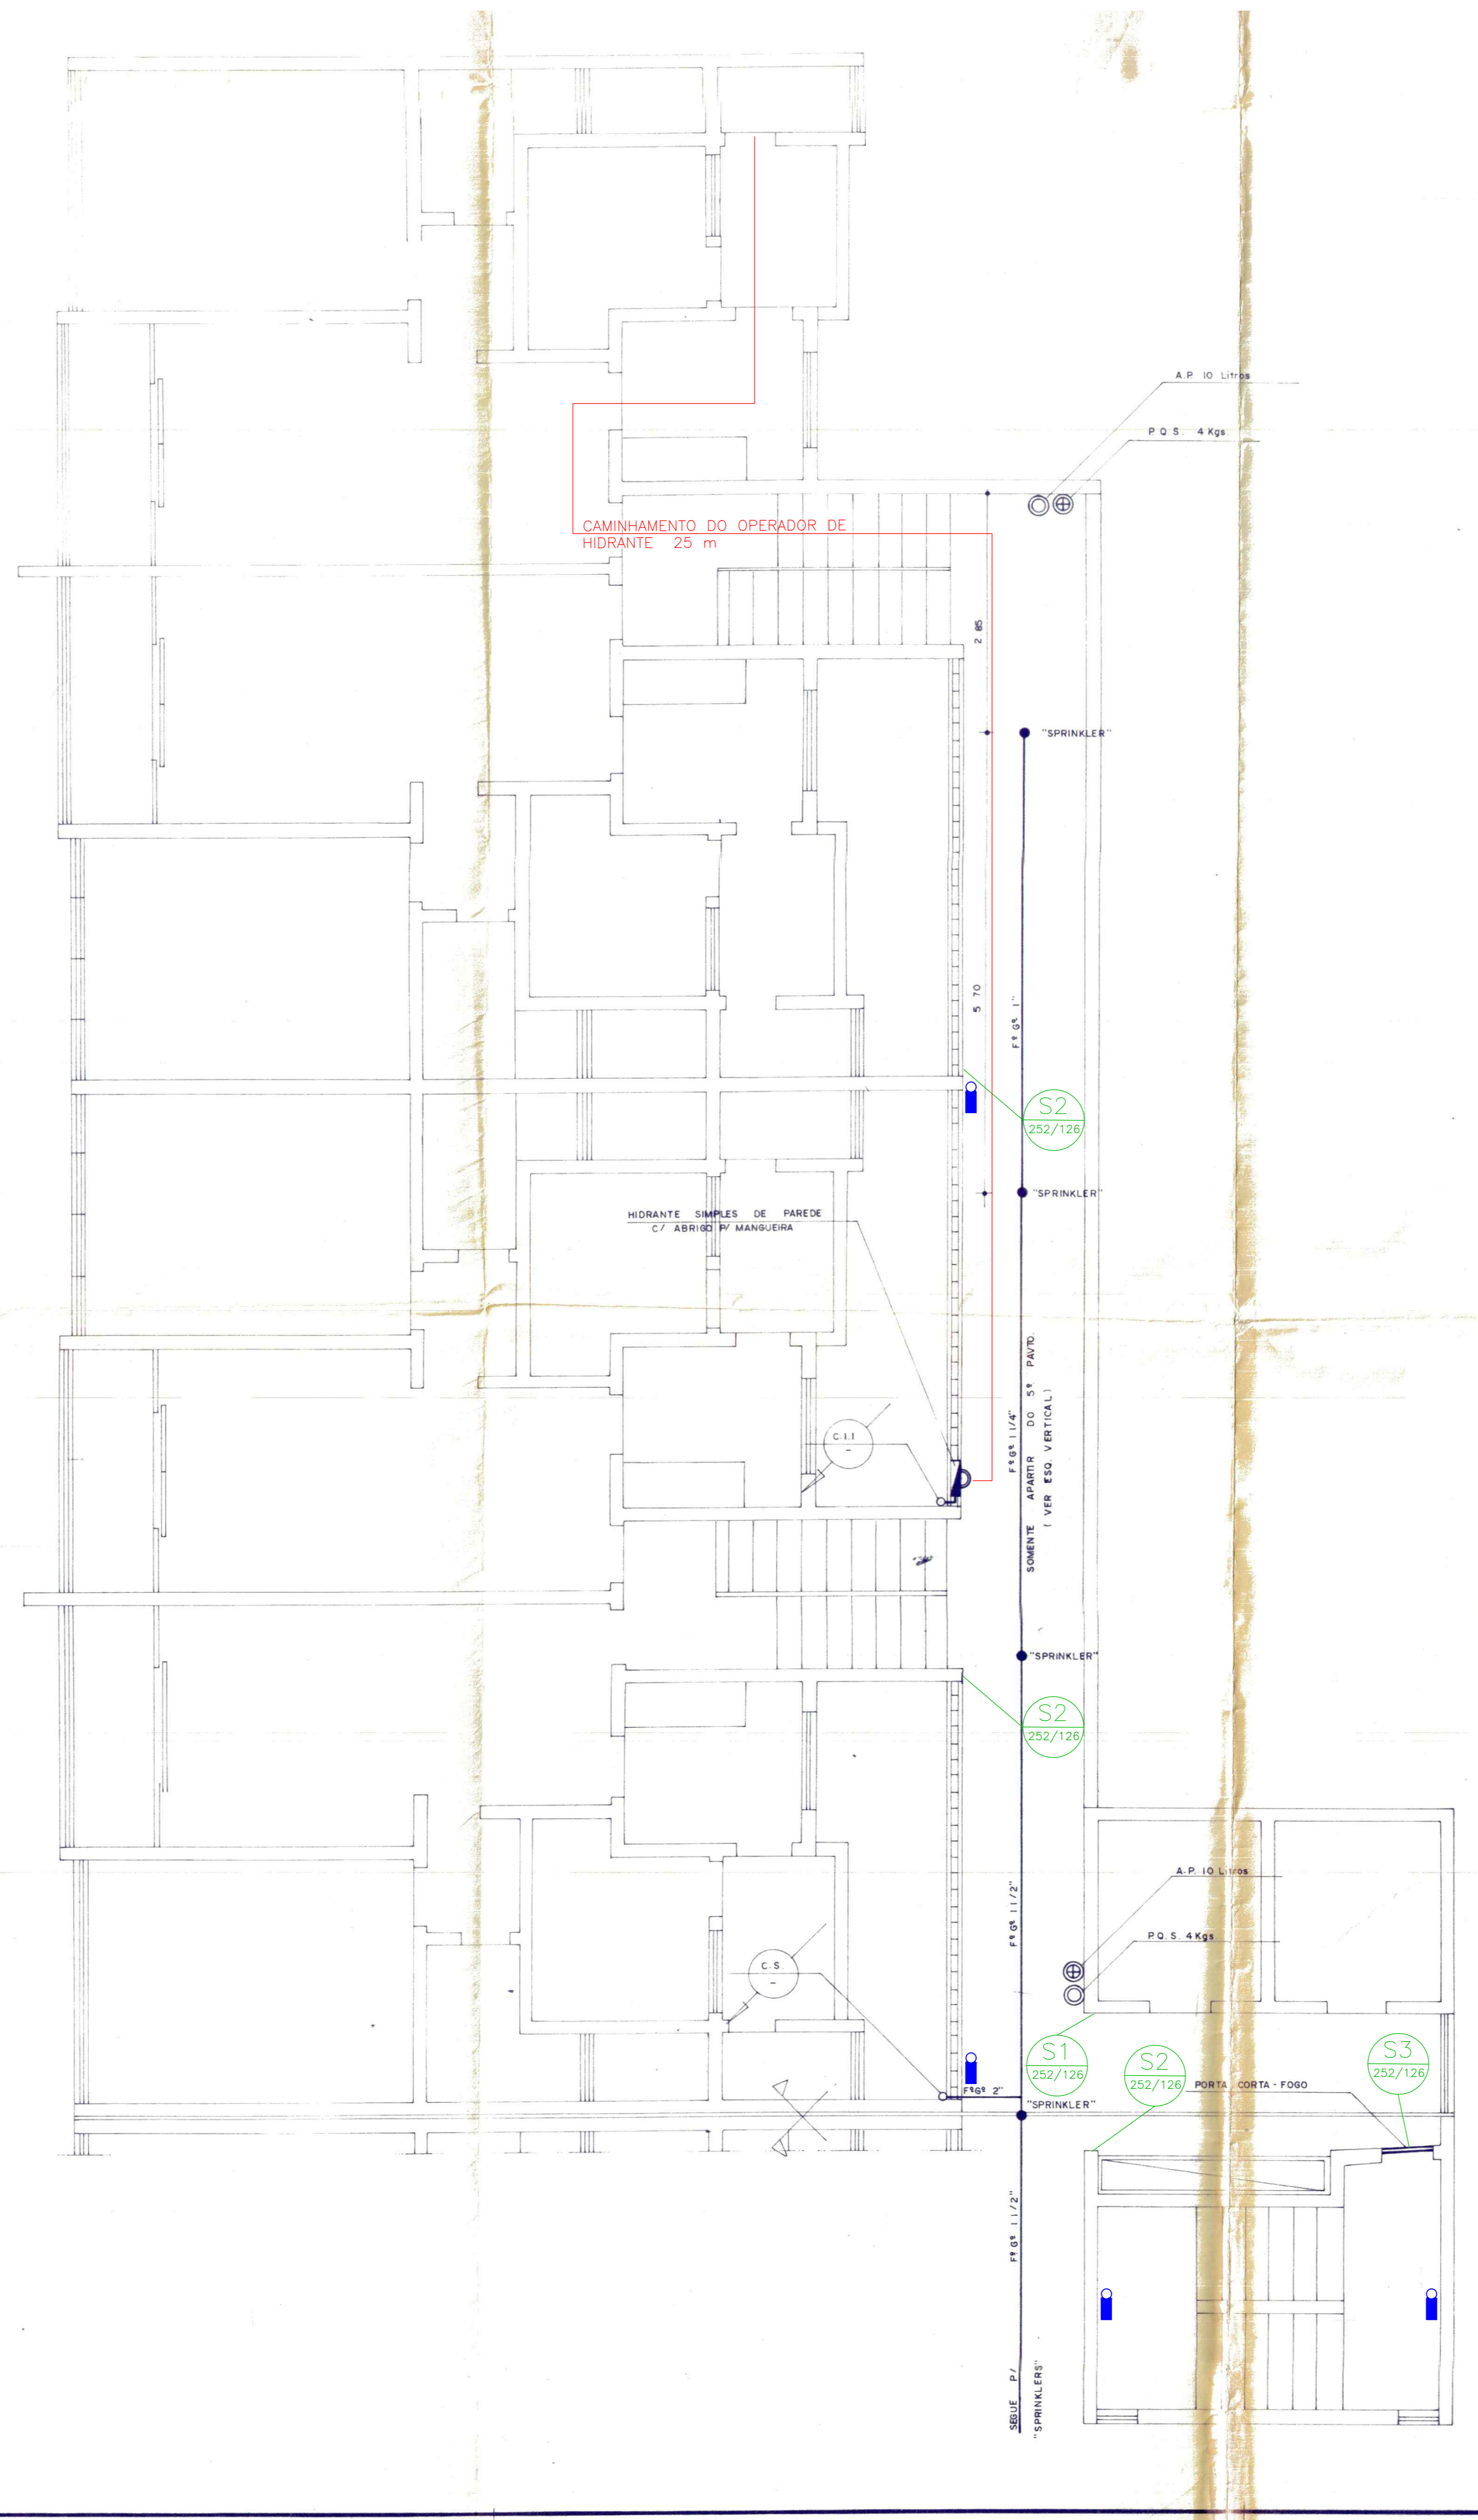 A.P. 10 Litros
P.Q.S. 4 Kgs.
CAMINHAMENTO DO OPERADOR DE
HIDRANTE 25 m
2 85
"SPRINKLER"
5 70
Fº Gº 1"
S2
252/126
"SPRINKLER"
HIDRANTE SIMPLES DE PAREDE
C/ ABRIGO P/ MANGUEIRA
C.I.I
-
Fº Gº 1 1/4"
SOMENTE APARTIR DO 5º PAVTO.
( VER ESQ. VERTICAL )
"SPRINKLER"
S2
252/126
A.P. 10 Litros
Fº Gº 1 1/2"
P.Q.S. 4 Kgs
C.S.
-
S1
252/126
S2
252/126
S3
252/126
PORTA CORTA-FOGO
Fº Gº 2"
"SPRINKLER"
Fº Gº 1 1/2"
SEGUE P/
"SPRINKLERS"